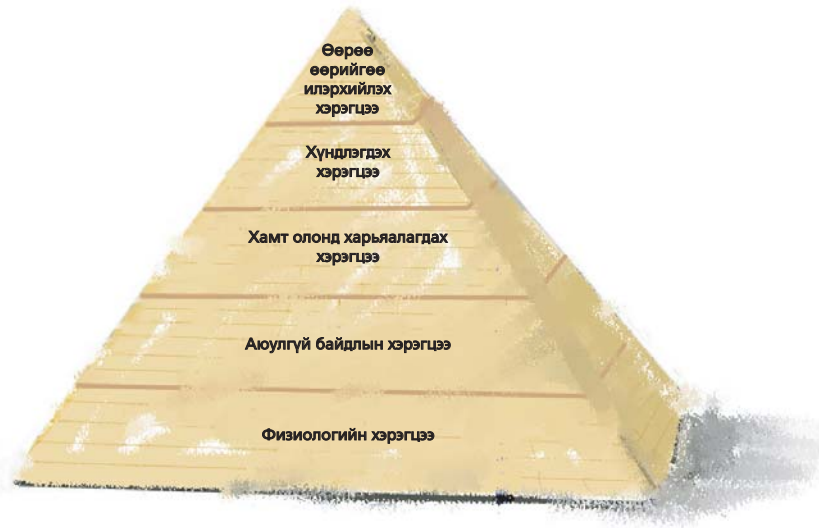 Өөрөө
өөрийгөө
илэрхийлэх
хэрэгцээ
Хүндлэгдэх
хэрэгцээ
Хамт олонд харьяалагдах
хэрэгцээ
Аюулгүй байдлын хэрэгцээ
Физиологийн хэрэгцээ